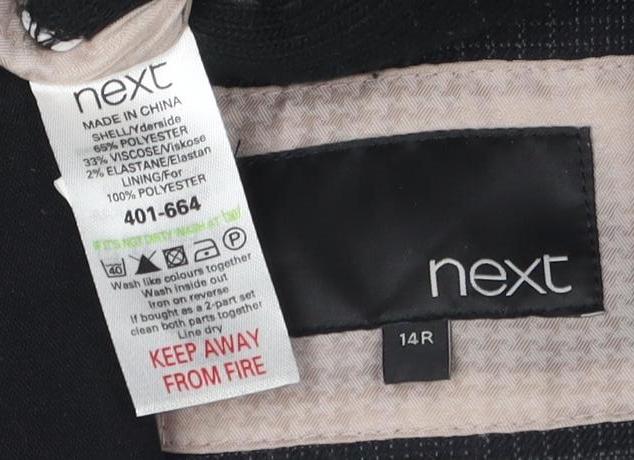 next
MADE IN CHINA
SHELL/Yderside
65% POLYESTER
33% VISCOSE/Viskose
2% ELASTANE/Elastan
LINING/For
100% POLYESTER
401-664
IF IT'S NOT DIRTY WASH AT 30°
40 P
Wash like colours together
Wash inside out
Iron on reverse
If bought as a 2-part set
clean both parts together
Line dry
KEEP AWAY
FROM FIRE
next
14R